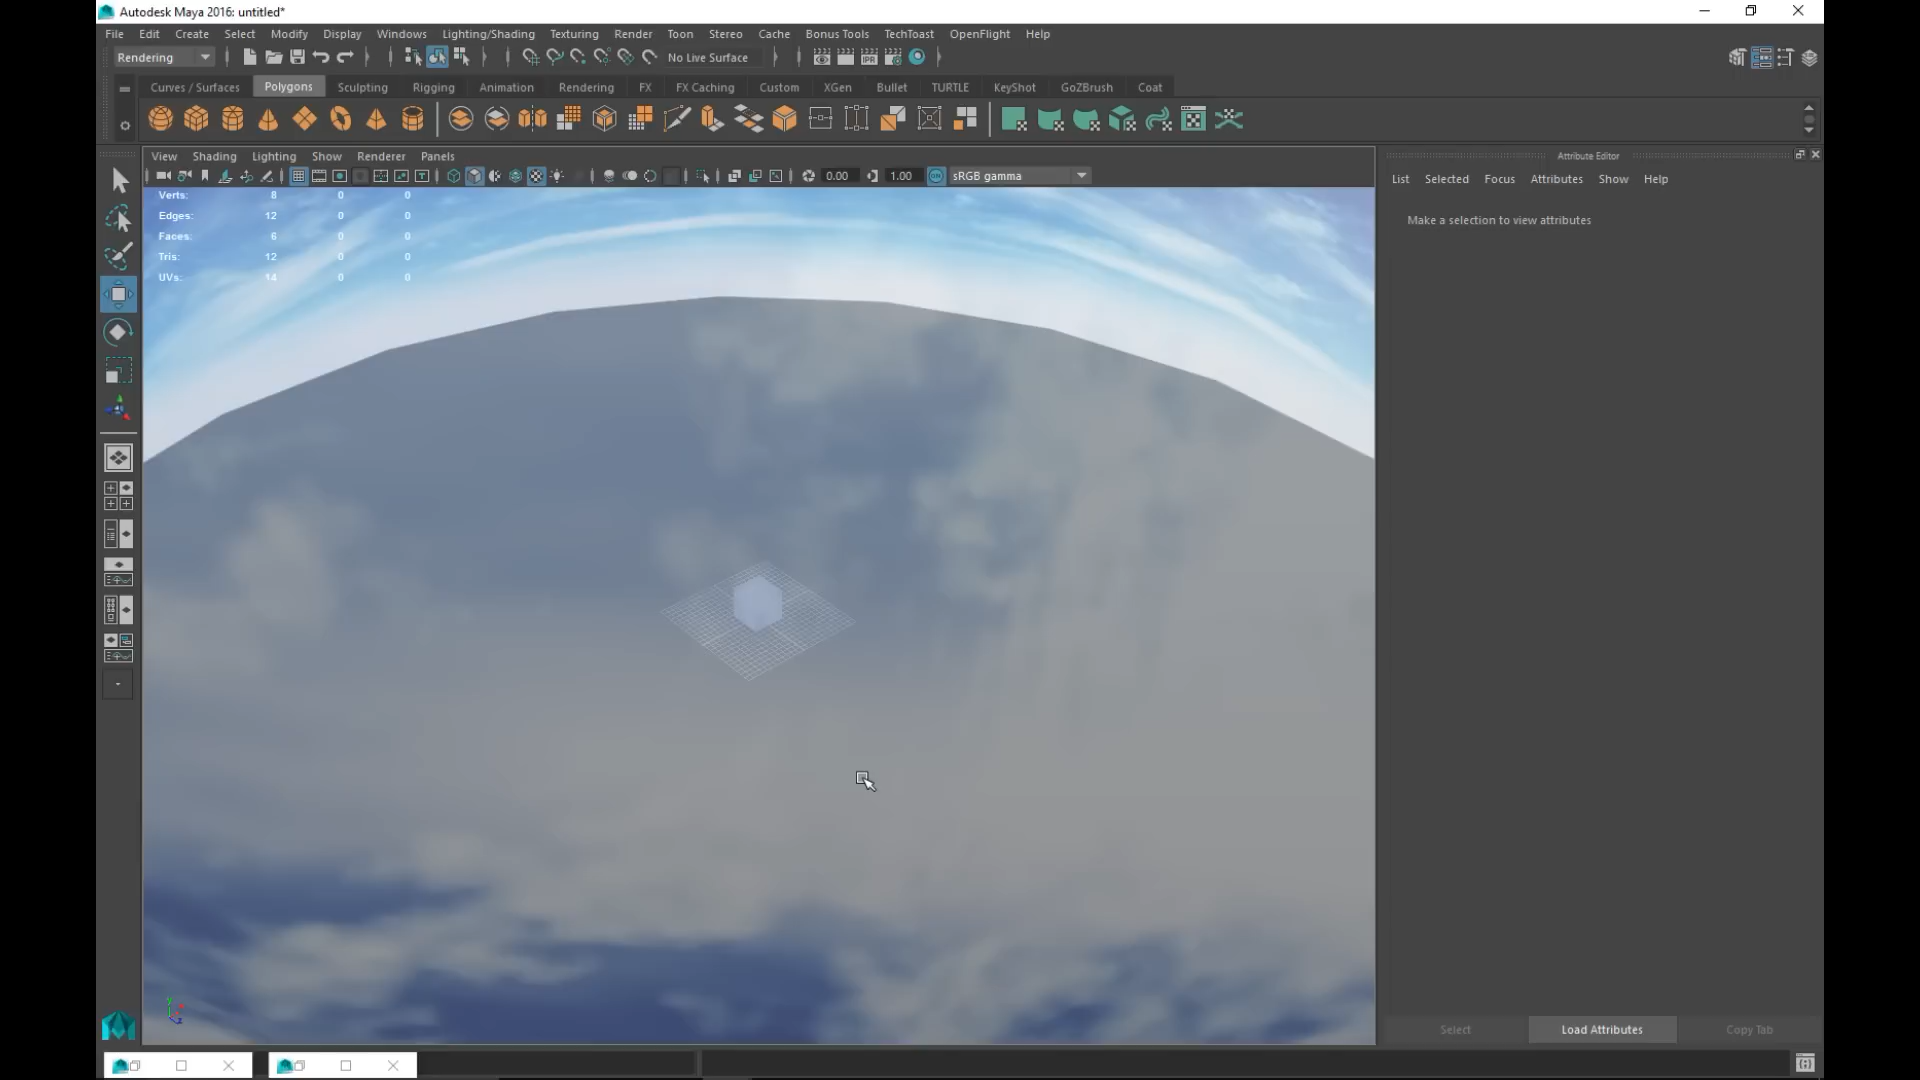 Autodesk Maya 2016: untitled*
File Edit Create Select Modify Display Windows Lighting/Shading Texturing Render Toon Stereo Cache Bonus Tools TechToast OpenFlight Help
Rendering No Live Surface IPR
Curves / Surfaces Polygons Sculpting Rigging Animation Rendering FX FX Caching Custom XGen Bullet TURTLE KeyShot GoZBrush Coat
View Shading Lighting Show Renderer Panels
0.00 1.00 ON sRGB gamma
Verts: 8 0 0
Edges: 12 0 0
Faces: 6 0 0
Tris: 12 0 0
UVs: 14 0 0
Attribute Editor
List Selected Focus Attributes Show Help
Make a selection to view attributes
Select Load Attributes Copy Tab